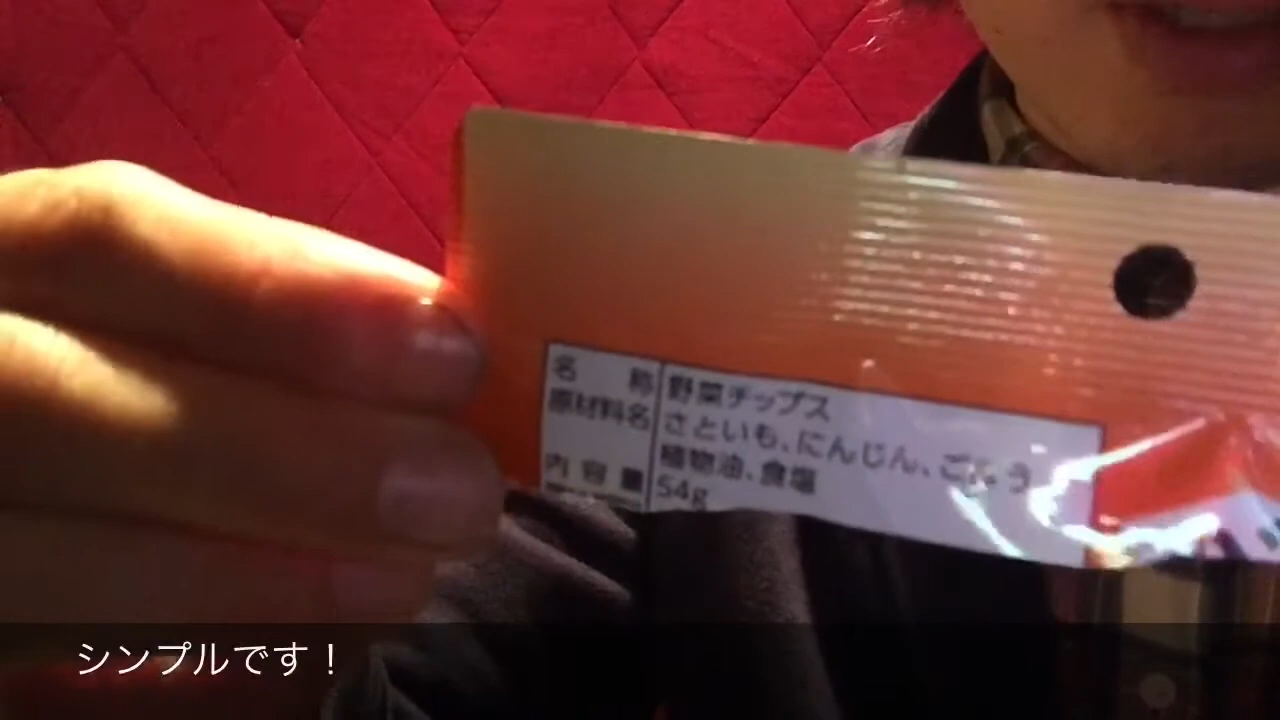 名 称 野菜チップス
原材料名 さといも、にんじん、ごぼう
植物油、食塩
内容量 54g
シンプルです！